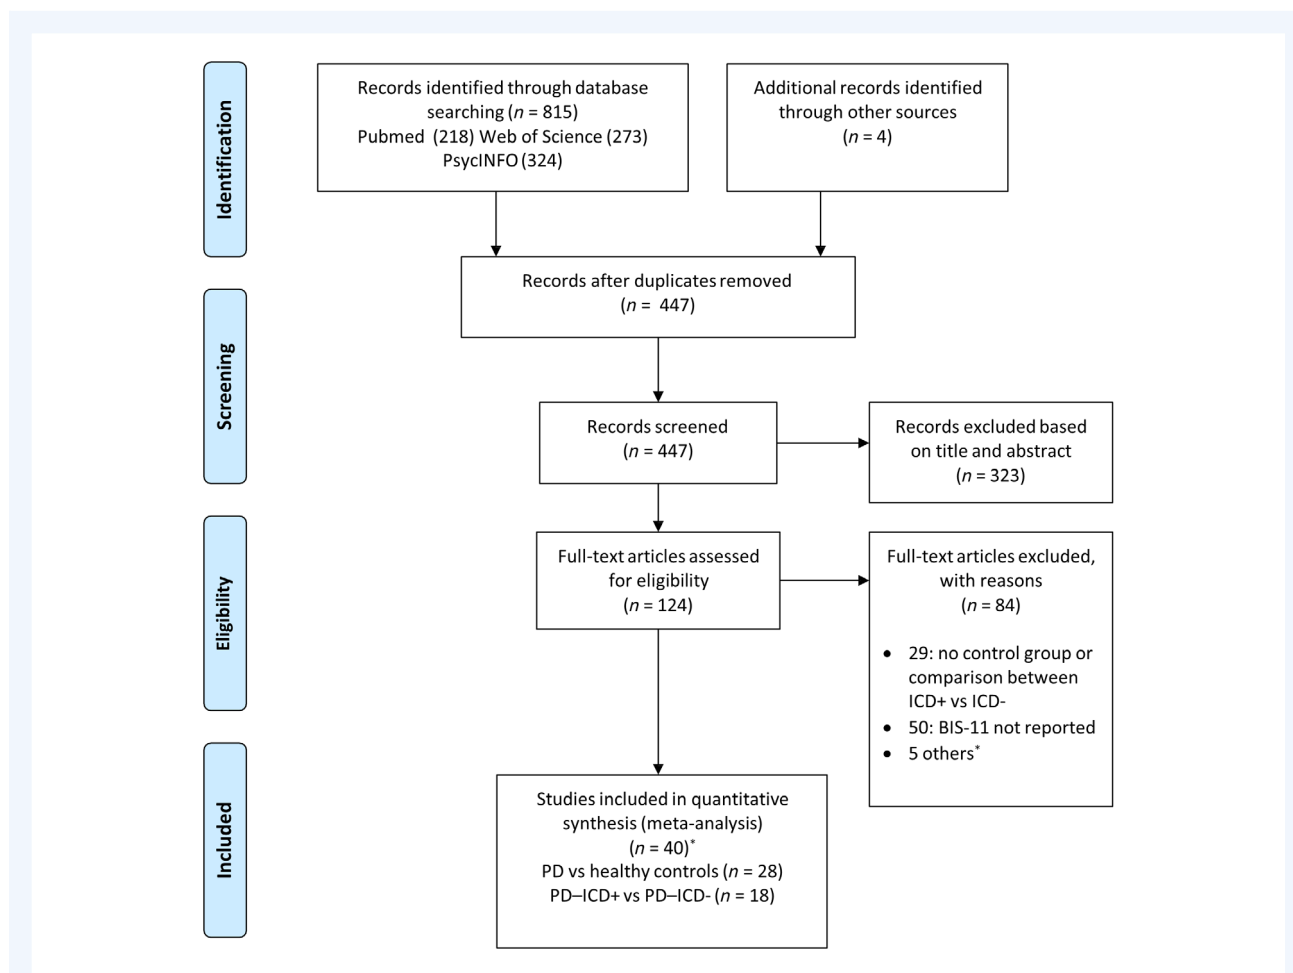 Identification
Records identified through database
searching (n = 815)
Pubmed (218) Web of Science (273)
PsycINFO (324)
Additional records identified
through other sources
(n = 4)
Records after duplicates removed
(n = 447)
Screening
Records screened
(n = 447)
Records excluded based
on title and abstract
(n = 323)
Eligibility
Full-text articles assessed
for eligibility
(n = 124)
Full-text articles excluded,
with reasons
(n = 84)
• 29: no control group or
comparison between
ICD+ vs ICD-
• 50: BIS-11 not reported
• 5 others*
Included
Studies included in quantitative
synthesis (meta-analysis)
(n = 40)*
PD vs healthy controls (n = 28)
PD–ICD+ vs PD–ICD- (n = 18)